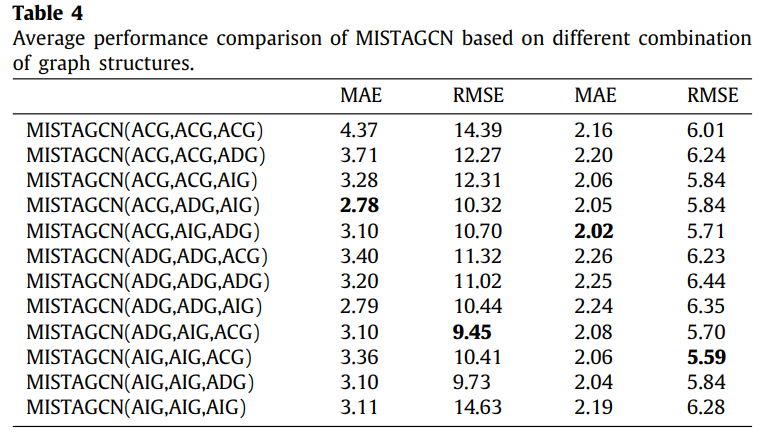 Table 4
Average performance comparison of MISTAGCN based on different combination
of graph structures.
MAE RMSE MAE RMSE
MISTAGCN(ACG,ACG,ACG) 4.37 14.39 2.16 6.01
MISTAGCN(ACG,ACG,ADG) 3.71 12.27 2.20 6.24
MISTAGCN(ACG,ACG,AIG) 3.28 12.31 2.06 5.84
MISTAGCN(ACG,ADG,AIG) 2.78 10.32 2.05 5.84
MISTAGCN(ACG,AIG,ADG) 3.10 10.70 2.02 5.71
MISTAGCN(ADG,ADG,ACG) 3.40 11.32 2.26 6.23
MISTAGCN(ADG,ADG,ADG) 3.20 11.02 2.25 6.44
MISTAGCN(ADG,ADG,AIG) 2.79 10.44 2.24 6.35
MISTAGCN(ADG,AIG,ACG) 3.10 9.45 2.08 5.70
MISTAGCN(AIG,AIG,ACG) 3.36 10.41 2.06 5.59
MISTAGCN(AIG,AIG,ADG) 3.10 9.73 2.04 5.84
MISTAGCN(AIG,AIG,AIG) 3.11 14.63 2.19 6.28